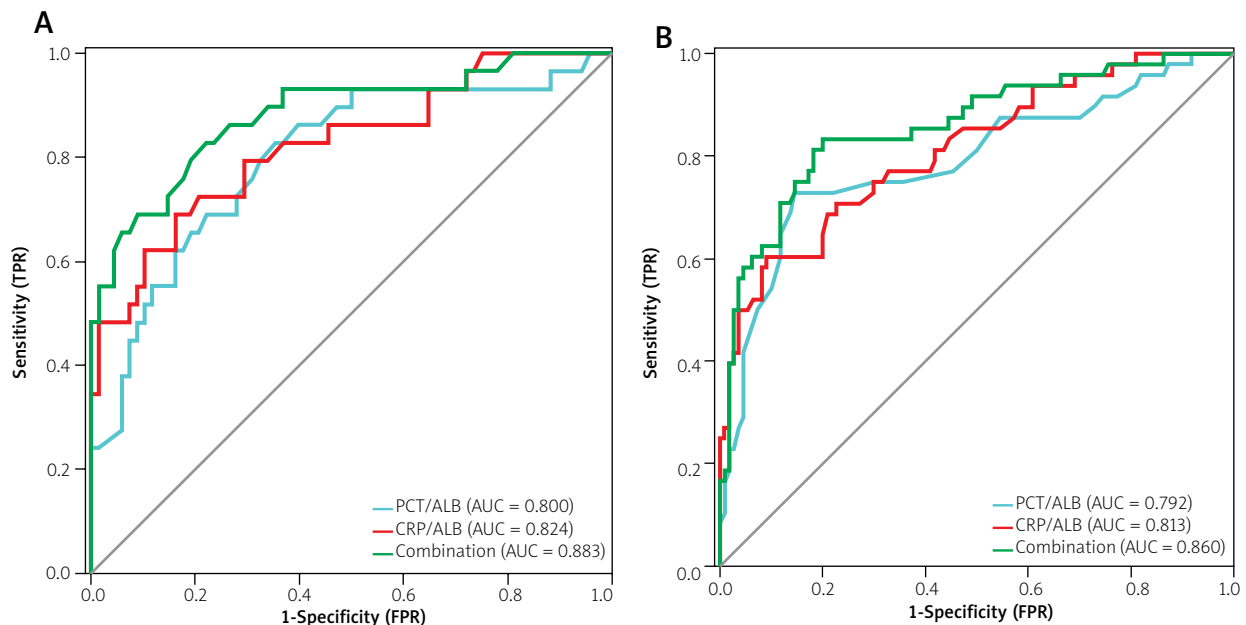 A
1.0
0.8
0.6
0.4
0.2
0.0
Sensitivity (TPR)
PCT/ALB (AUC = 0.800)
CRP/ALB (AUC = 0.824)
Combination (AUC = 0.883)
0.0 0.2 0.4 0.6 0.8 1.0
1-Specificity (FPR)
B
1.0
0.8
0.6
0.4
0.2
0.0
Sensitivity (TPR)
PCT/ALB (AUC = 0.792)
CRP/ALB (AUC = 0.813)
Combination (AUC = 0.860)
0.0 0.2 0.4 0.6 0.8 1.0
1-Specificity (FPR)